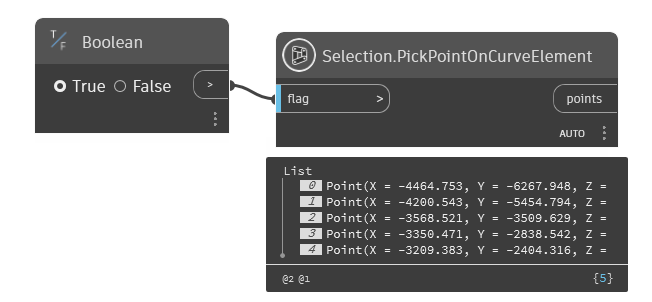 T/F Boolean
True False >
Selection.PickPointOnCurveElement
flag > points
AUTO
List
0 Point(X = -4464.753, Y = -6267.948, Z =
1 Point(X = -4200.543, Y = -5454.794, Z =
2 Point(X = -3568.521, Y = -3509.629, Z =
3 Point(X = -3350.471, Y = -2838.542, Z =
4 Point(X = -3209.383, Y = -2404.316, Z =
@2 @1 {5}